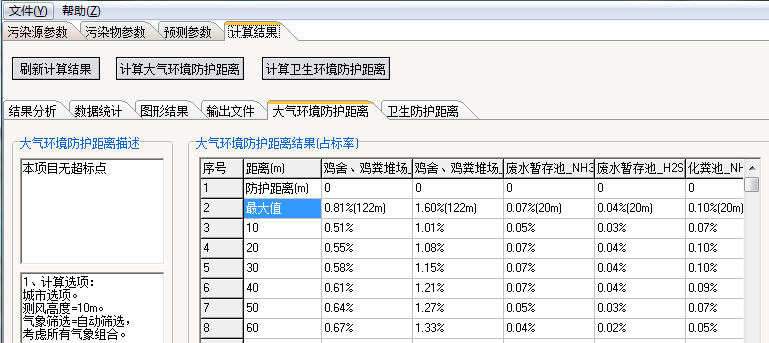 文件(Y) 帮助(Z)
污染源参数 污染物参数 预测参数 计算结果
刷新计算结果 计算大气环境防护距离 计算卫生环境防护距离
结果分析 数据统计 图形结果 输出文件 大气环境防护距离 卫生防护距离
大气环境防护距离描述
本项目无超标点
1、计算选项：
城市选项。
测风高度=10m。
气象筛选=自动筛选，
考虑所有气象组合。
大气环境防护距离结果(占标率)
序号 距离(m) 鸡舍、鸡粪堆场_ 鸡舍、鸡粪堆场_ 废水暂存池_NH3 废水暂存池_H2S 化粪池_NH
1 防护距离(m) 0 0 0 0 0
2 最大值 0.81%(122m) 1.60%(122m) 0.07%(20m) 0.04%(20m) 0.10%(20m)
3 10 0.51% 1.01% 0.05% 0.03% 0.07%
4 20 0.55% 1.08% 0.07% 0.04% 0.10%
5 30 0.58% 1.15% 0.07% 0.04% 0.10%
6 40 0.61% 1.21% 0.07% 0.04% 0.09%
7 50 0.64% 1.27% 0.05% 0.03% 0.07%
8 60 0.67% 1.33% 0.04% 0.02% 0.05%